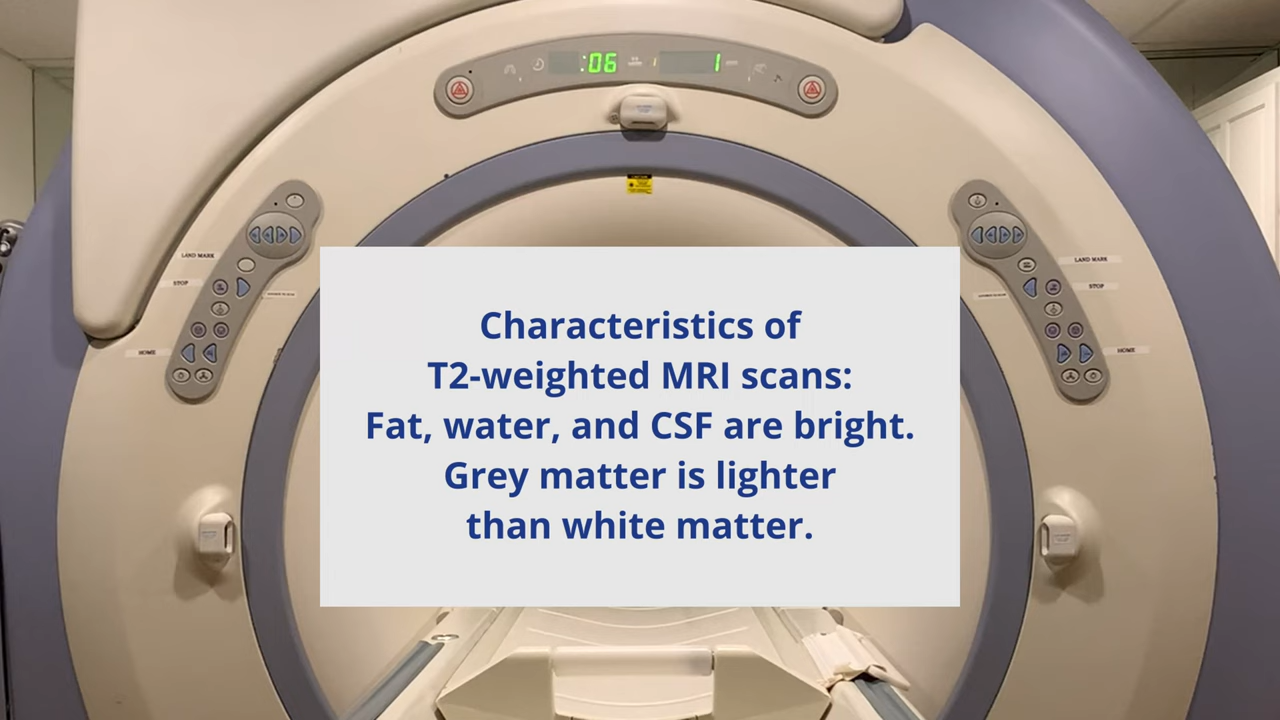 :06
1
LAND MARK
LAND MARK
STOP
STOP
HOME
HOME
Characteristics of
T2-weighted MRI scans:
Fat, water, and CSF are bright.
Grey matter is lighter
than white matter.